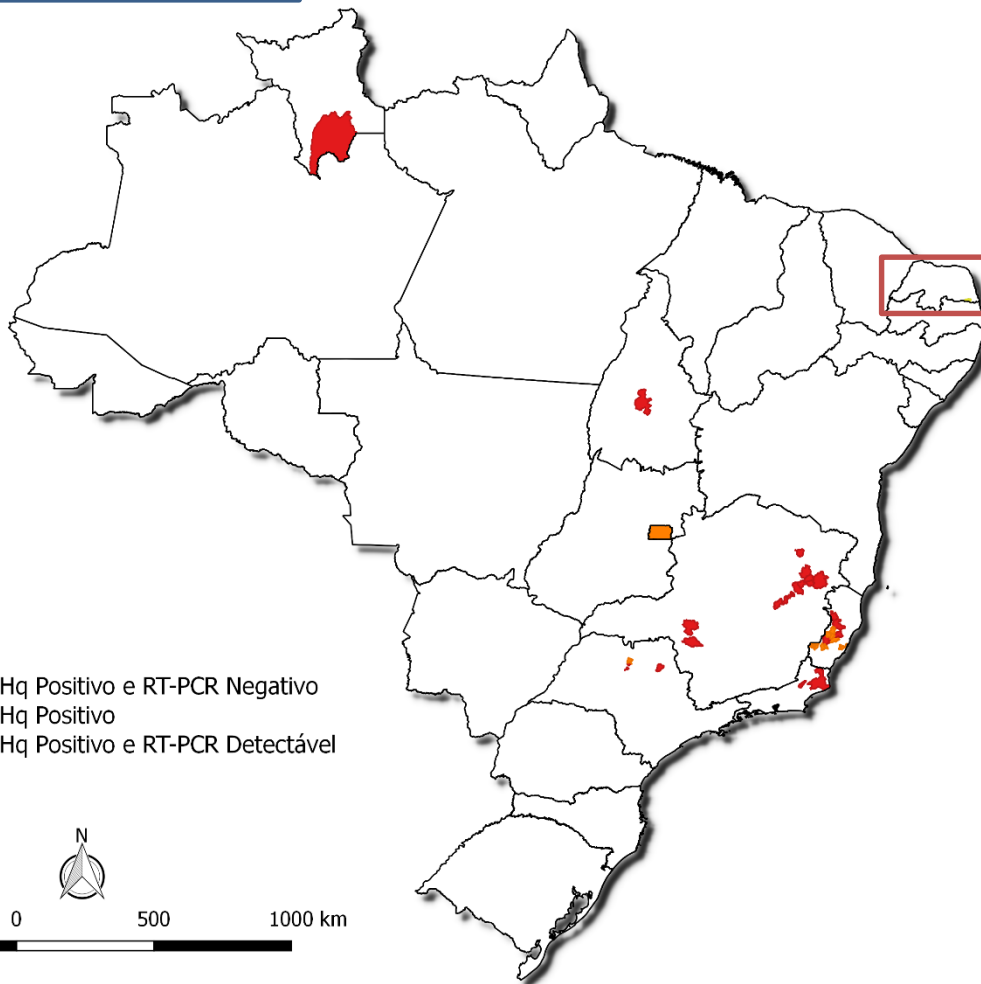 Hq Positivo e RT-PCR Negativo
Hq Positivo
Hq Positivo e RT-PCR Detectável
N
0 500 1000 km